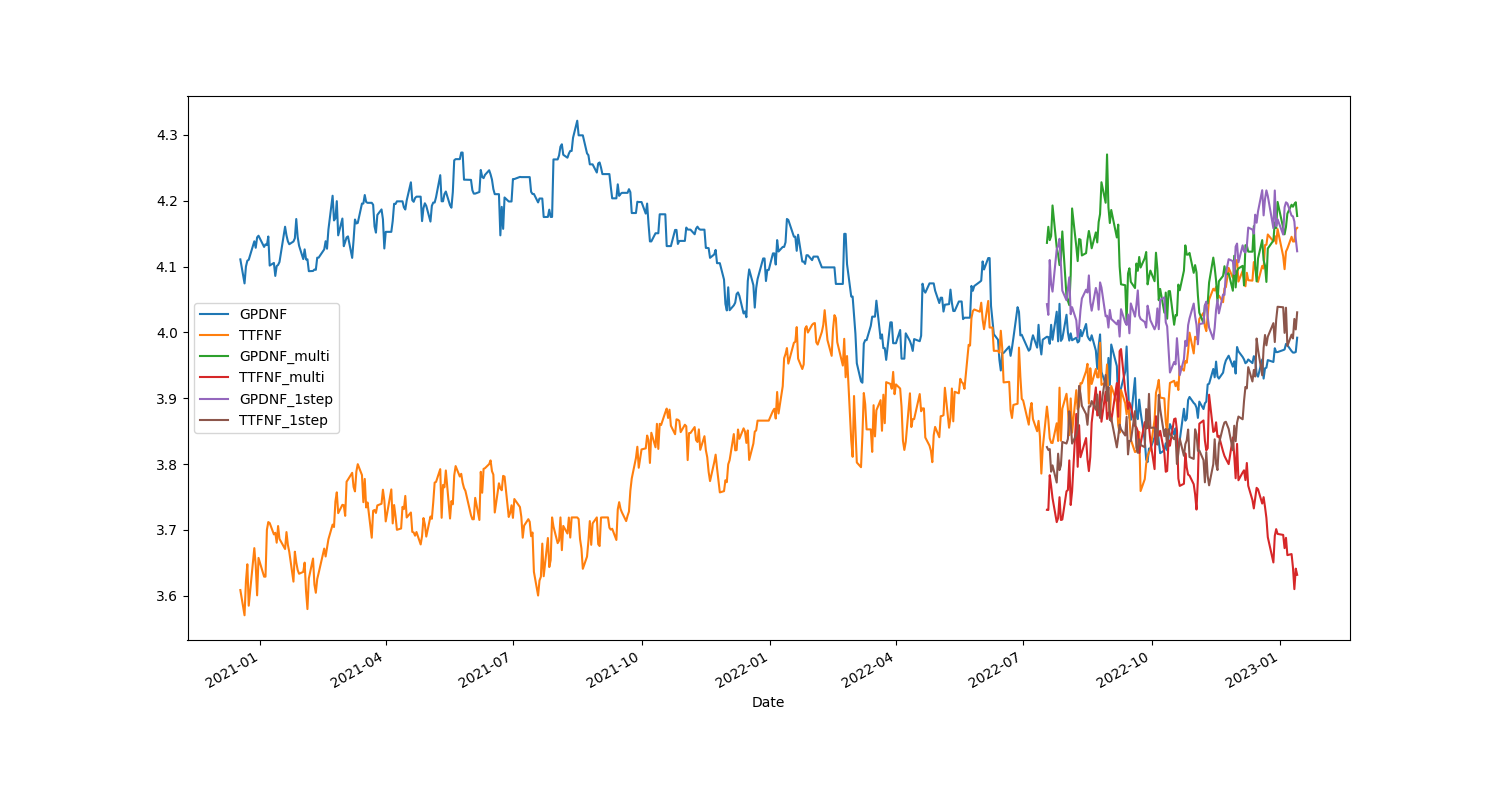 4.3
4.2
4.1
4.0
3.9
3.8
3.7
3.6
GPDNF
TTFNF
GPDNF_multi
TTFNF_multi
GPDNF_1step
TTFNF_1step
2021-01
2021-04
2021-07
2021-10
2022-01
2022-04
2022-07
2022-10
2023-01
Date